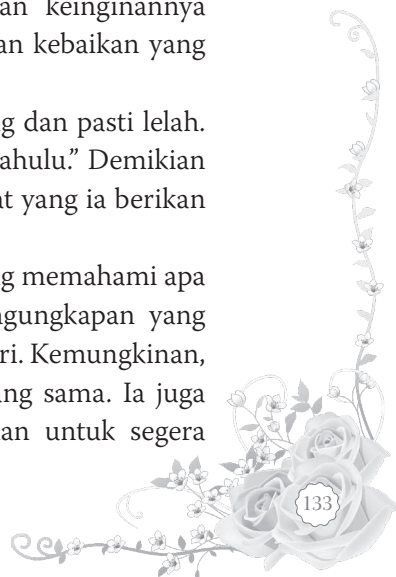 an keinginannya
an kebaikan yang
g dan pasti lelah.
ahulu.” Demikian
at yang ia berikan
g memahami apa
ngungkapan yang
ri. Kemungkinan,
ang sama. Ia juga
an untuk segera
133